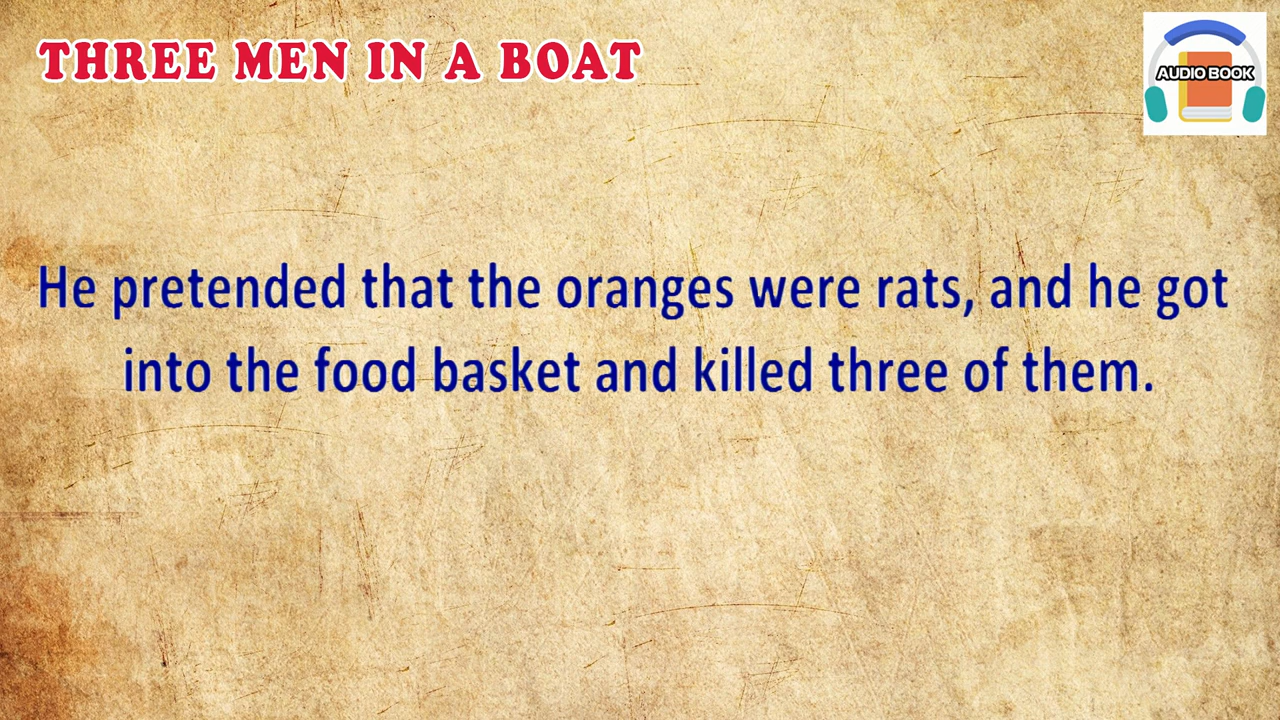 THREE MEN IN A BOAT
AUDIO BOOK
He pretended that the oranges were rats, and he got
into the food basket and killed three of them.